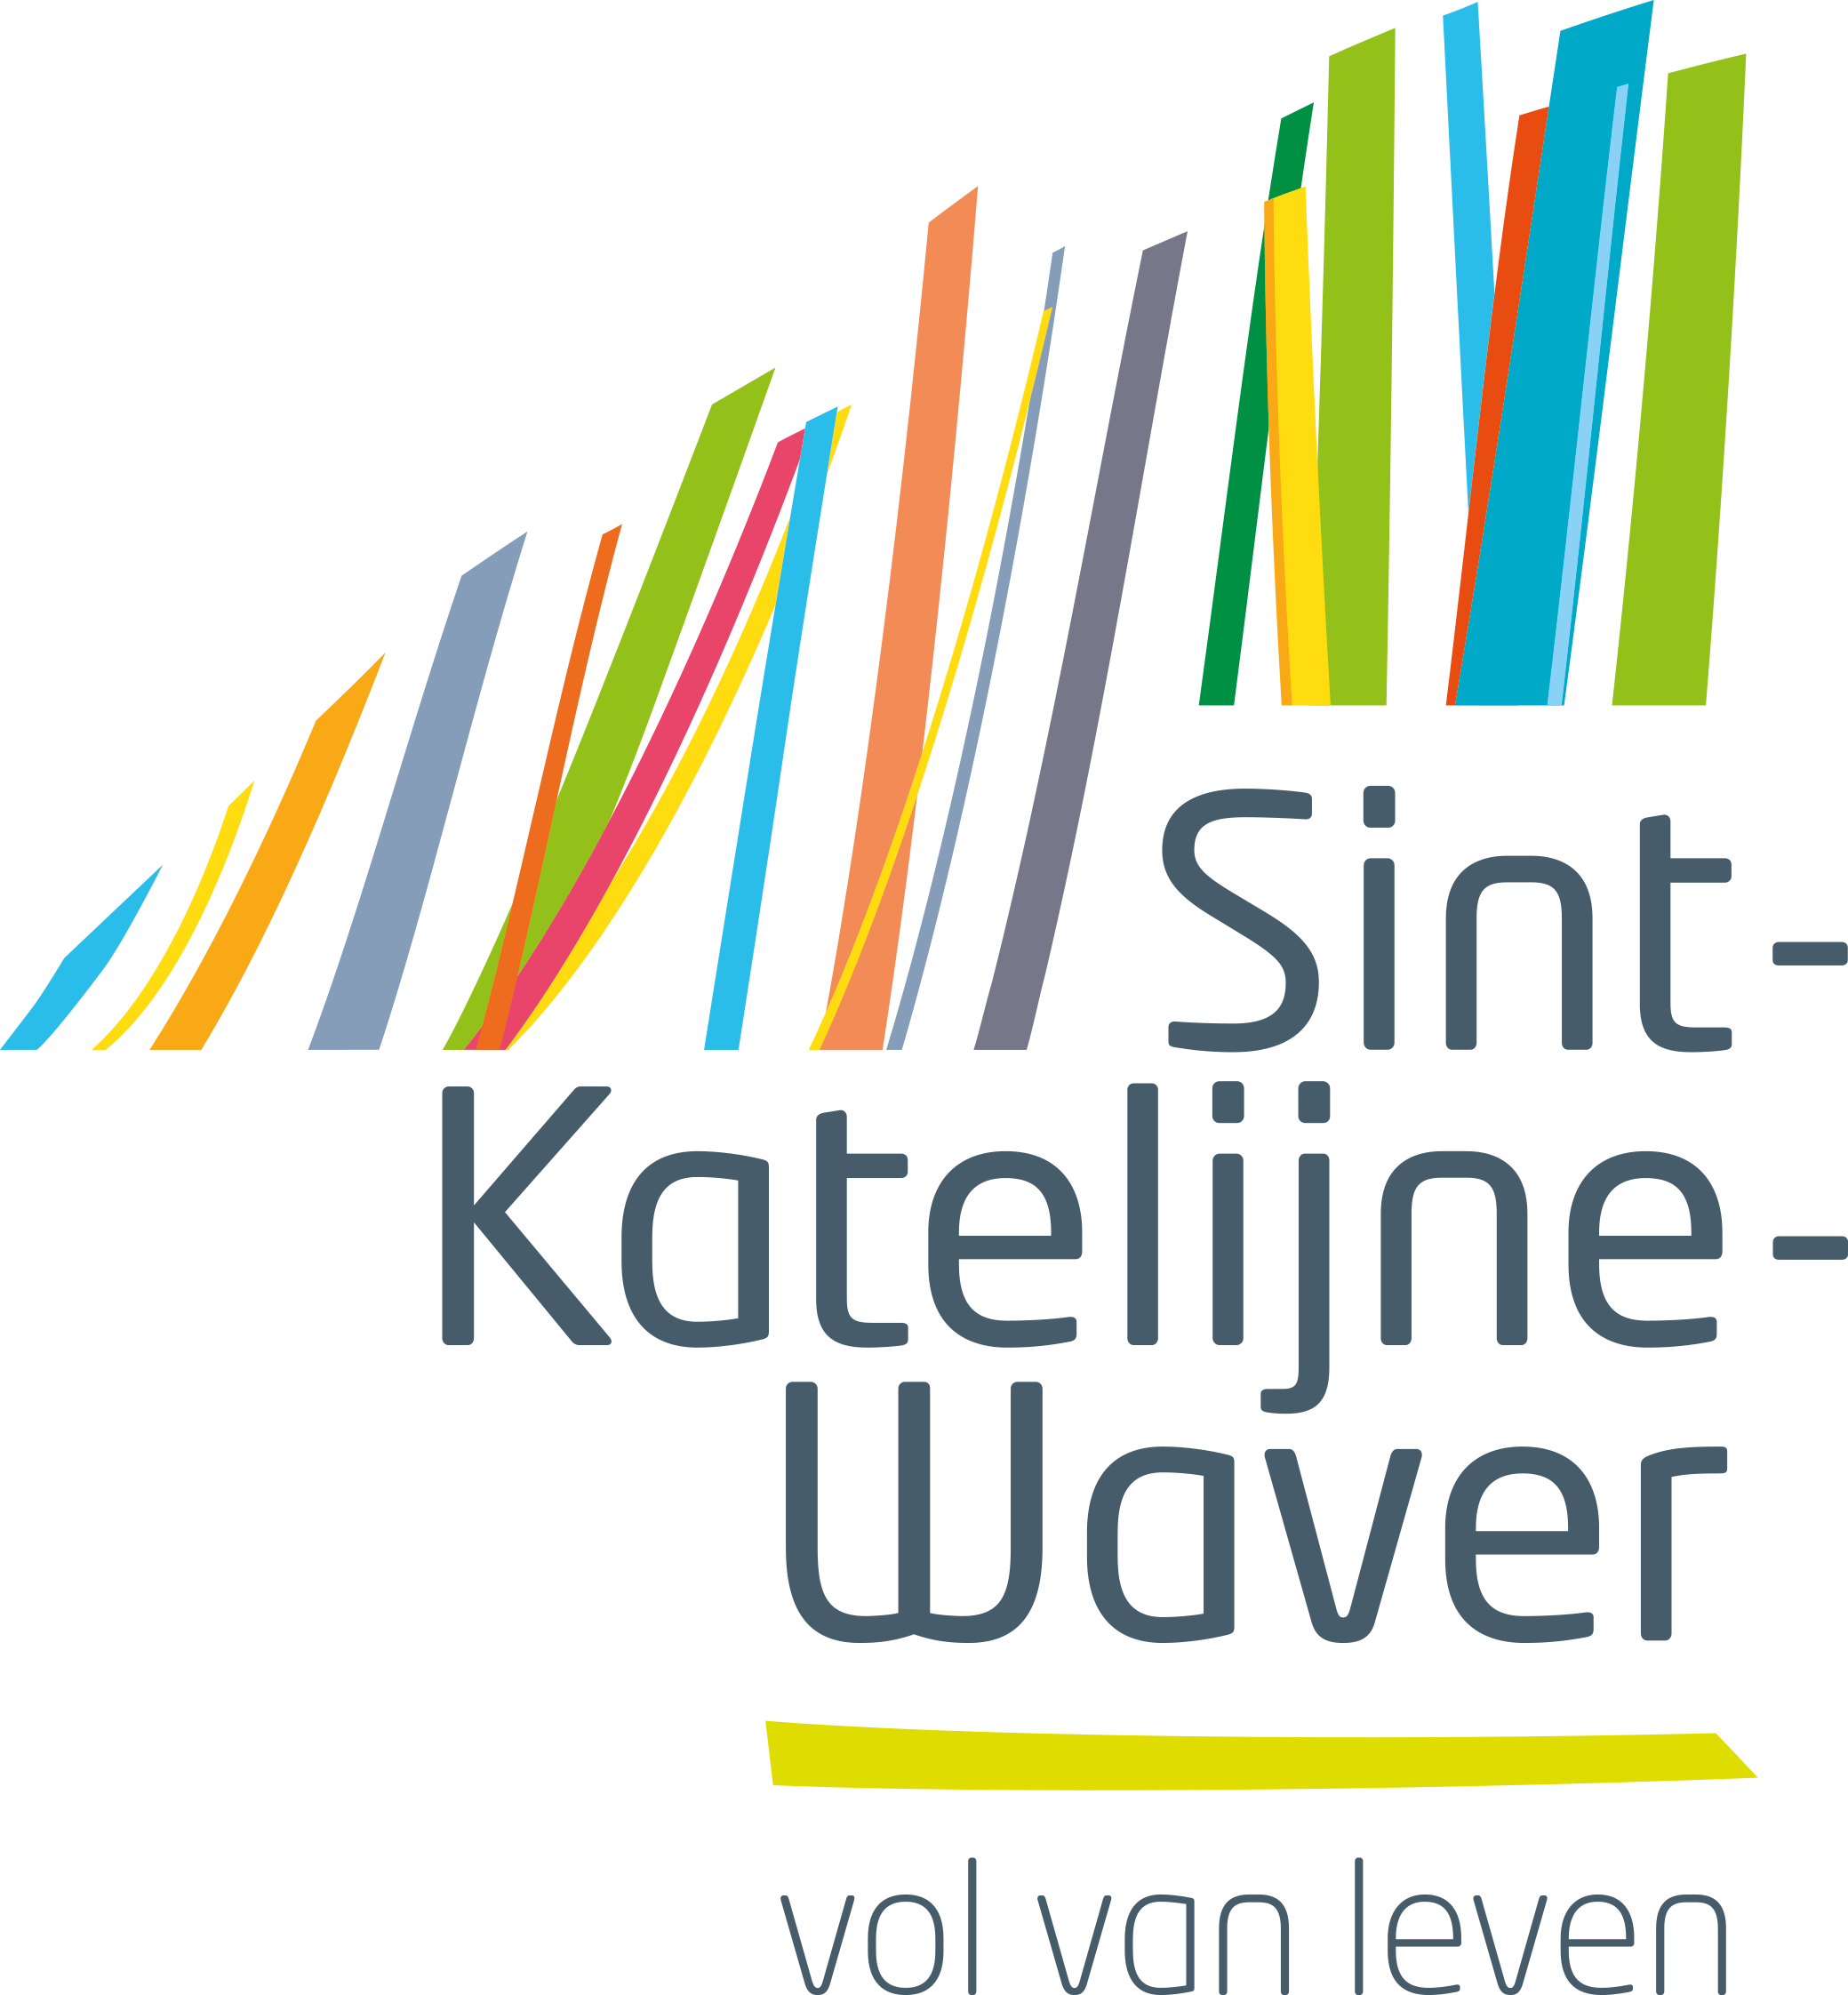 Sint-
Katelijne-
Waver
vol van leven